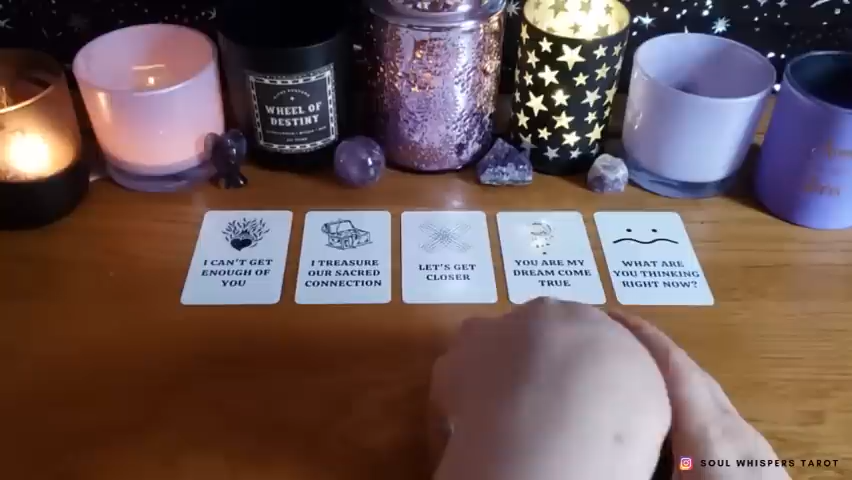 WHEEL OF
DESTINY
I CAN'T GET
ENOUGH OF
YOU
I TREASURE
OUR SACRED
CONNECTION
LET'S GET
CLOSER
YOU ARE MY
DREAM COME
TRUE
WHAT ARE
YOU THINKING
RIGHT NOW?
SOUL WHISPERS TAROT